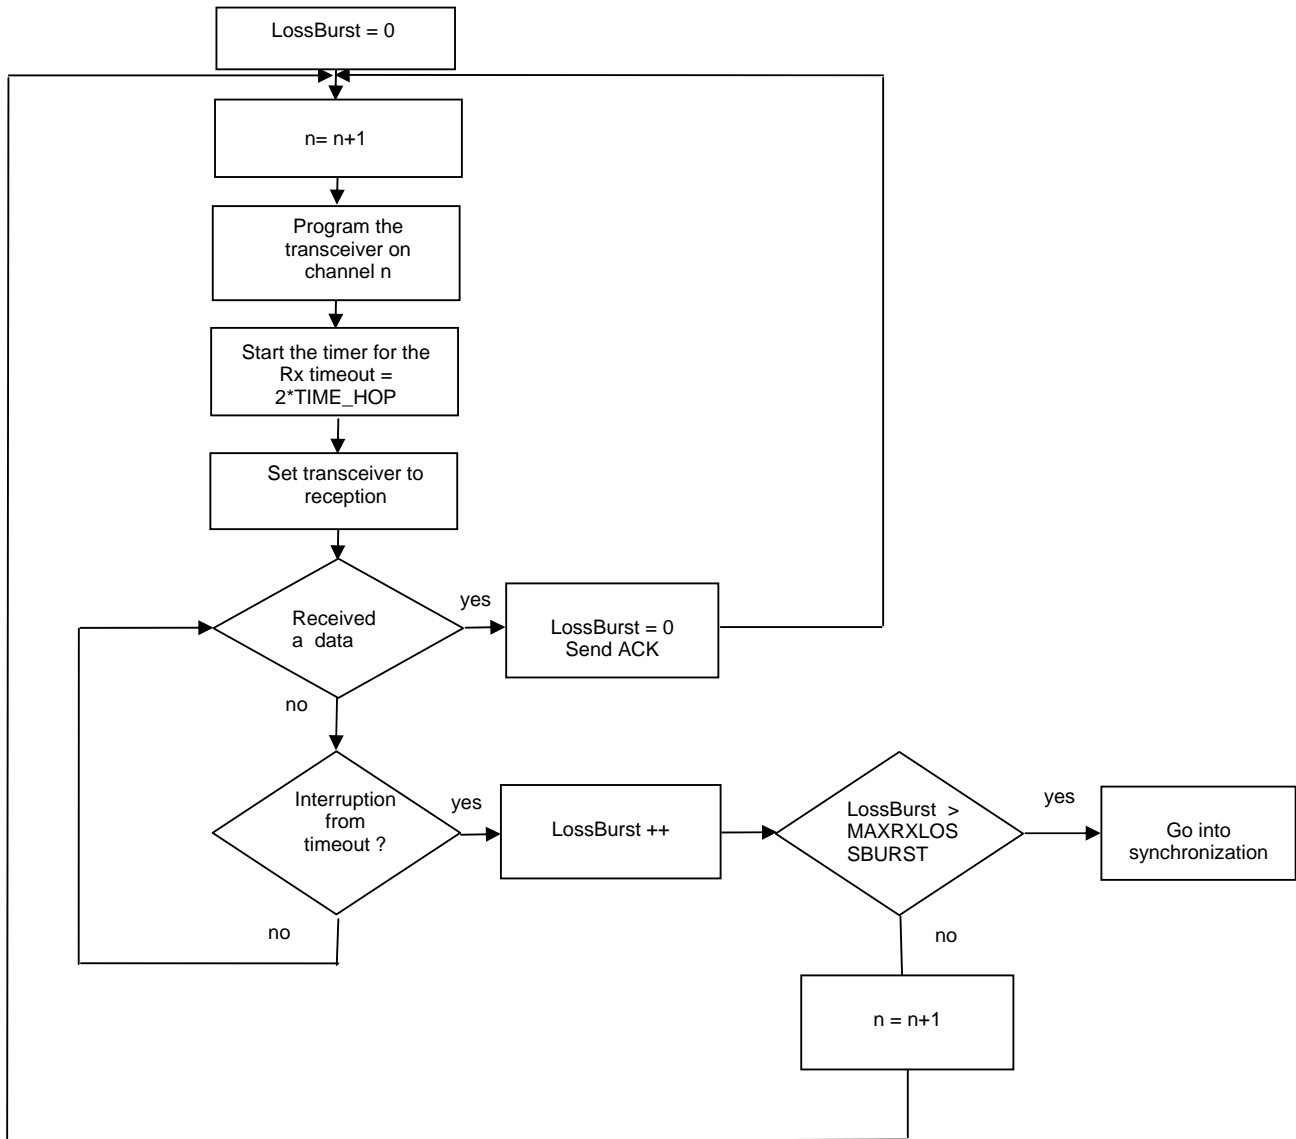 LossBurst = 0
n= n+1
Program the
transceiver on
channel n
Start the timer for the
Rx timeout =
2*TIME_HOP
Set transceiver to
reception
Received
a data
yes
LossBurst = 0
Send ACK
no
Interruption
from
timeout ?
yes
LossBurst ++
LossBurst >
MAXRXLOS
SBURST
yes
Go into
synchronization
no
no
n = n+1